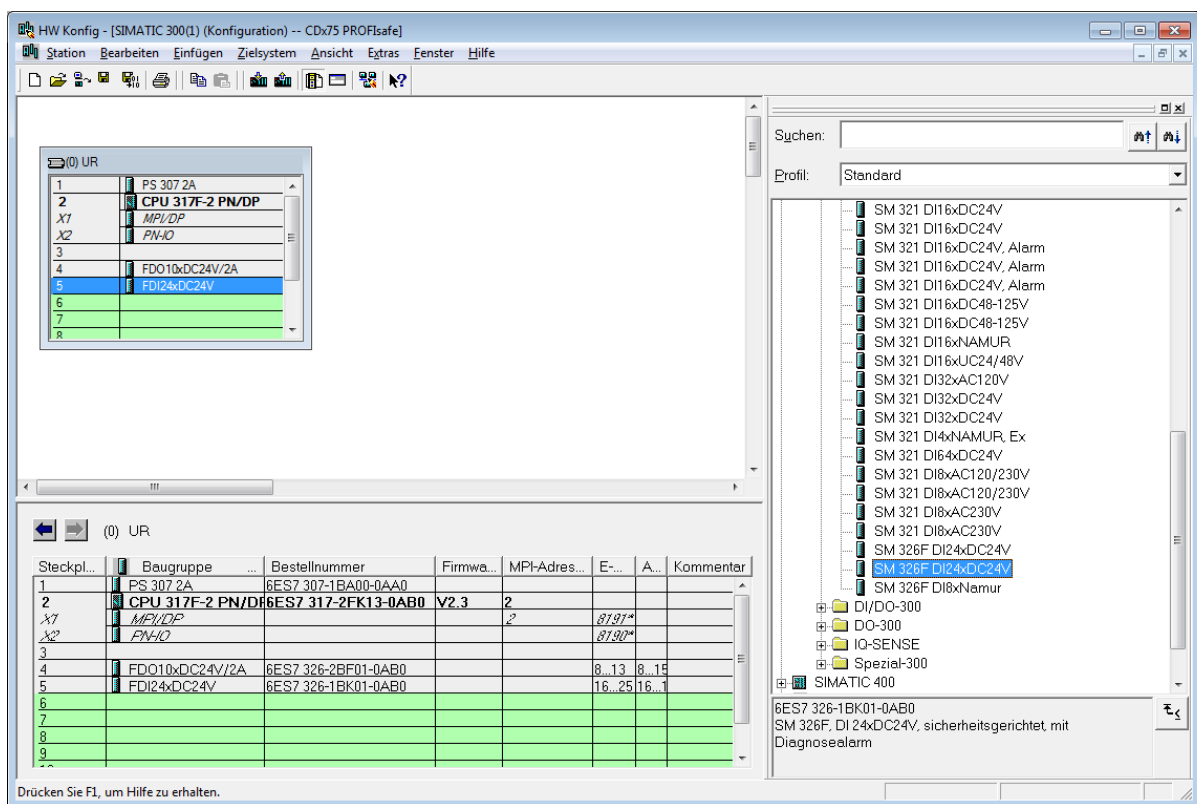 HW Konfig - [SIMATIC 300(1) (Konfiguration) -- CDx75 PROFIsafe]
Station Bearbeiten Einfügen Zielsystem Ansicht Extras Fenster Hilfe
(0) UR
1 PS 307 2A
2 CPU 317F-2 PN/DP
X1 MPI/DP
X2 PN-IO
3
4 FDO10xDC24V/2A
5 FDI24xDC24V
6
7
8
Suchen:
Profil: Standard
SM 321 DI16xDC24V
SM 321 DI16xDC24V
SM 321 DI16xDC24V, Alarm
SM 321 DI16xDC24V, Alarm
SM 321 DI16xDC24V, Alarm
SM 321 DI16xDC48-125V
SM 321 DI16xDC48-125V
SM 321 DI16xNAMUR
SM 321 DI16xUC24/48V
SM 321 DI32xAC120V
SM 321 DI32xDC24V
SM 321 DI32xDC24V
SM 321 DI4xNAMUR, Ex
SM 321 DI64xDC24V
SM 321 DI8xAC120/230V
SM 321 DI8xAC120/230V
SM 321 DI8xAC230V
SM 321 DI8xAC230V
SM 326F DI24xDC24V
SM 326F DI24xDC24V
SM 326F DI8xNamur
DI/DO-300
DO-300
IQ-SENSE
Spezial-300
SIMATIC 400
6ES7 326-1BK01-0AB0
SM 326F, DI 24xDC24V, sicherheitsgerichtet, mit
Diagnosealarm
(0) UR
Steckpl... Baugruppe ... Bestellnummer Firmwa... MPI-Adres... E-... A... Kommentar
1 PS 307 2A 6ES7 307-1BA00-0AA0
2 CPU 317F-2 PN/DP 6ES7 317-2FK13-0AB0 V2.3 2
X1 MPI/DP 2 8191*
X2 PN-IO 8190*
3
4 FDO10xDC24V/2A 6ES7 326-2BF01-0AB0 8...13 8...15
5 FDI24xDC24V 6ES7 326-1BK01-0AB0 16...25 16...1
6
7
8
9
Drücken Sie F1, um Hilfe zu erhalten.